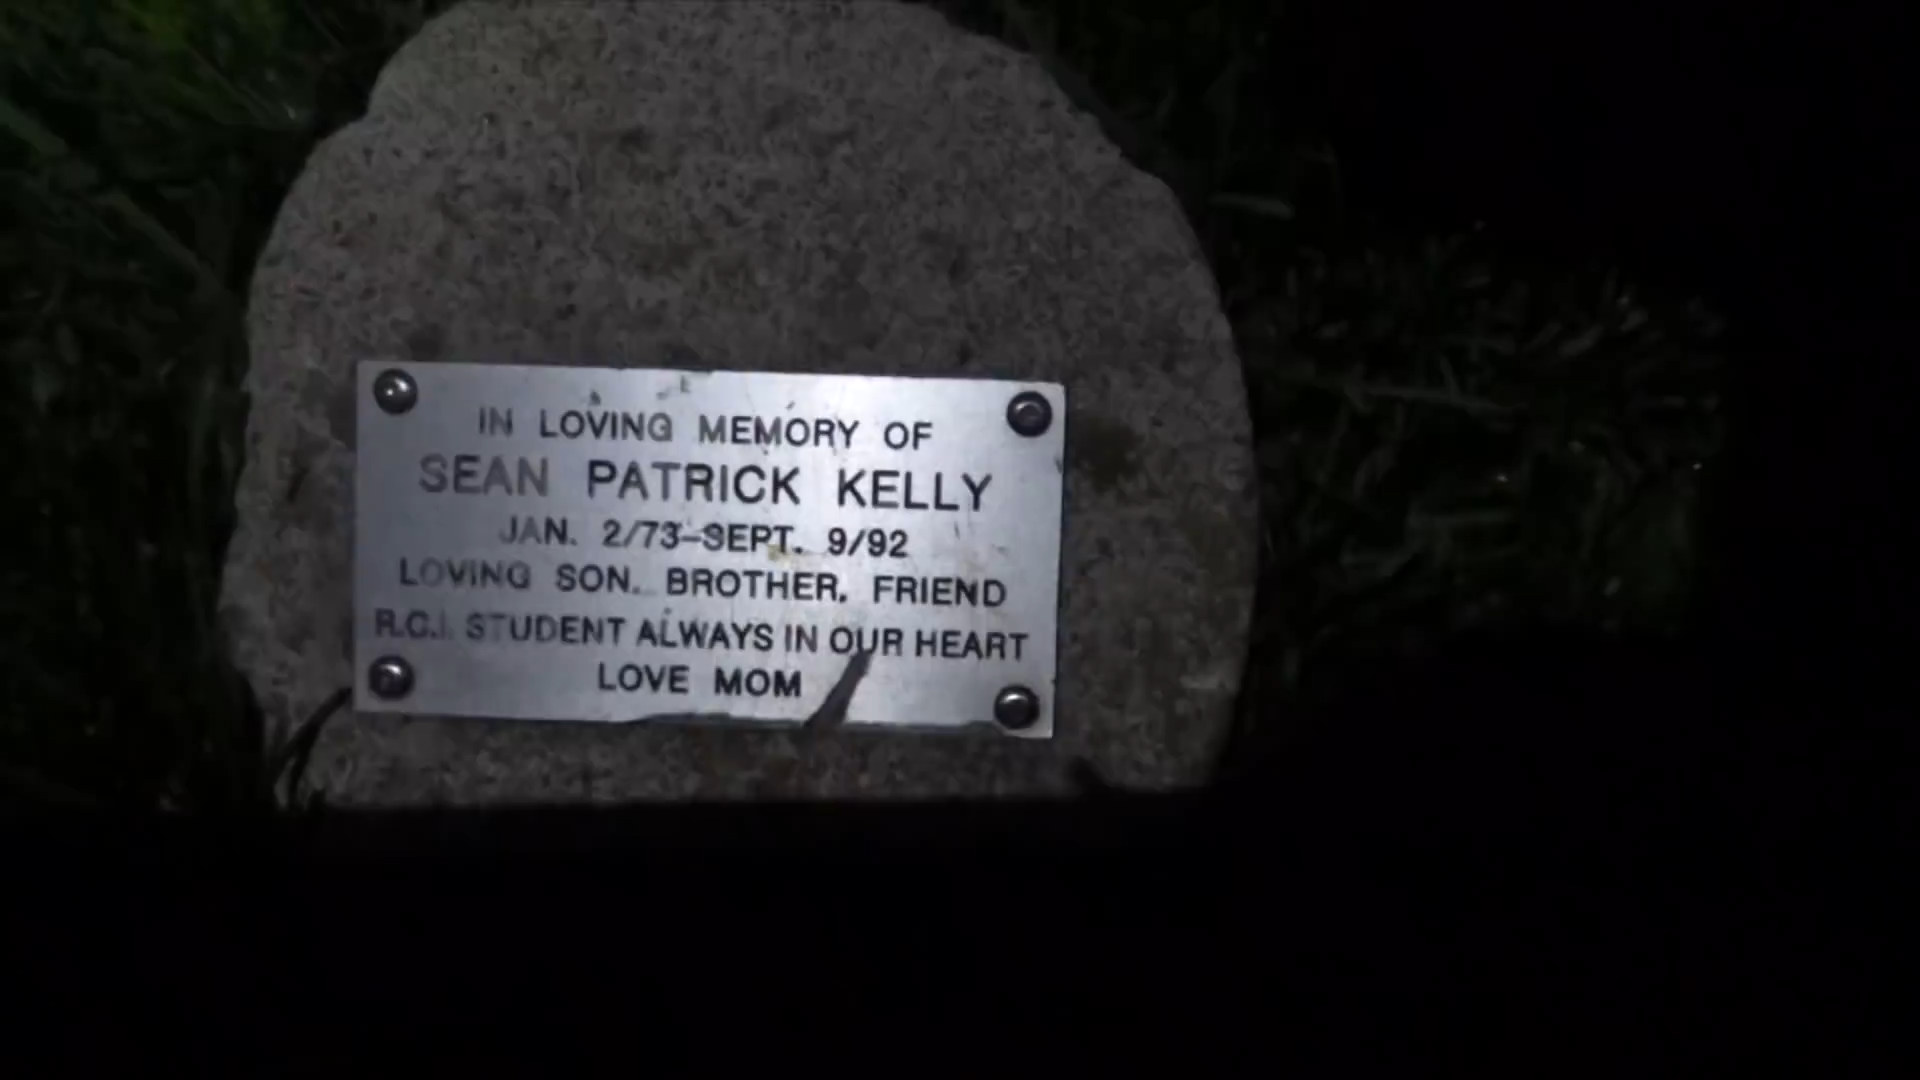 IN LOVING MEMORY OF
SEAN PATRICK KELLY
JAN. 2/73-SEPT. 9/92
LOVING SON. BROTHER. FRIEND
R.C.I. STUDENT ALWAYS IN OUR HEART
LOVE MOM